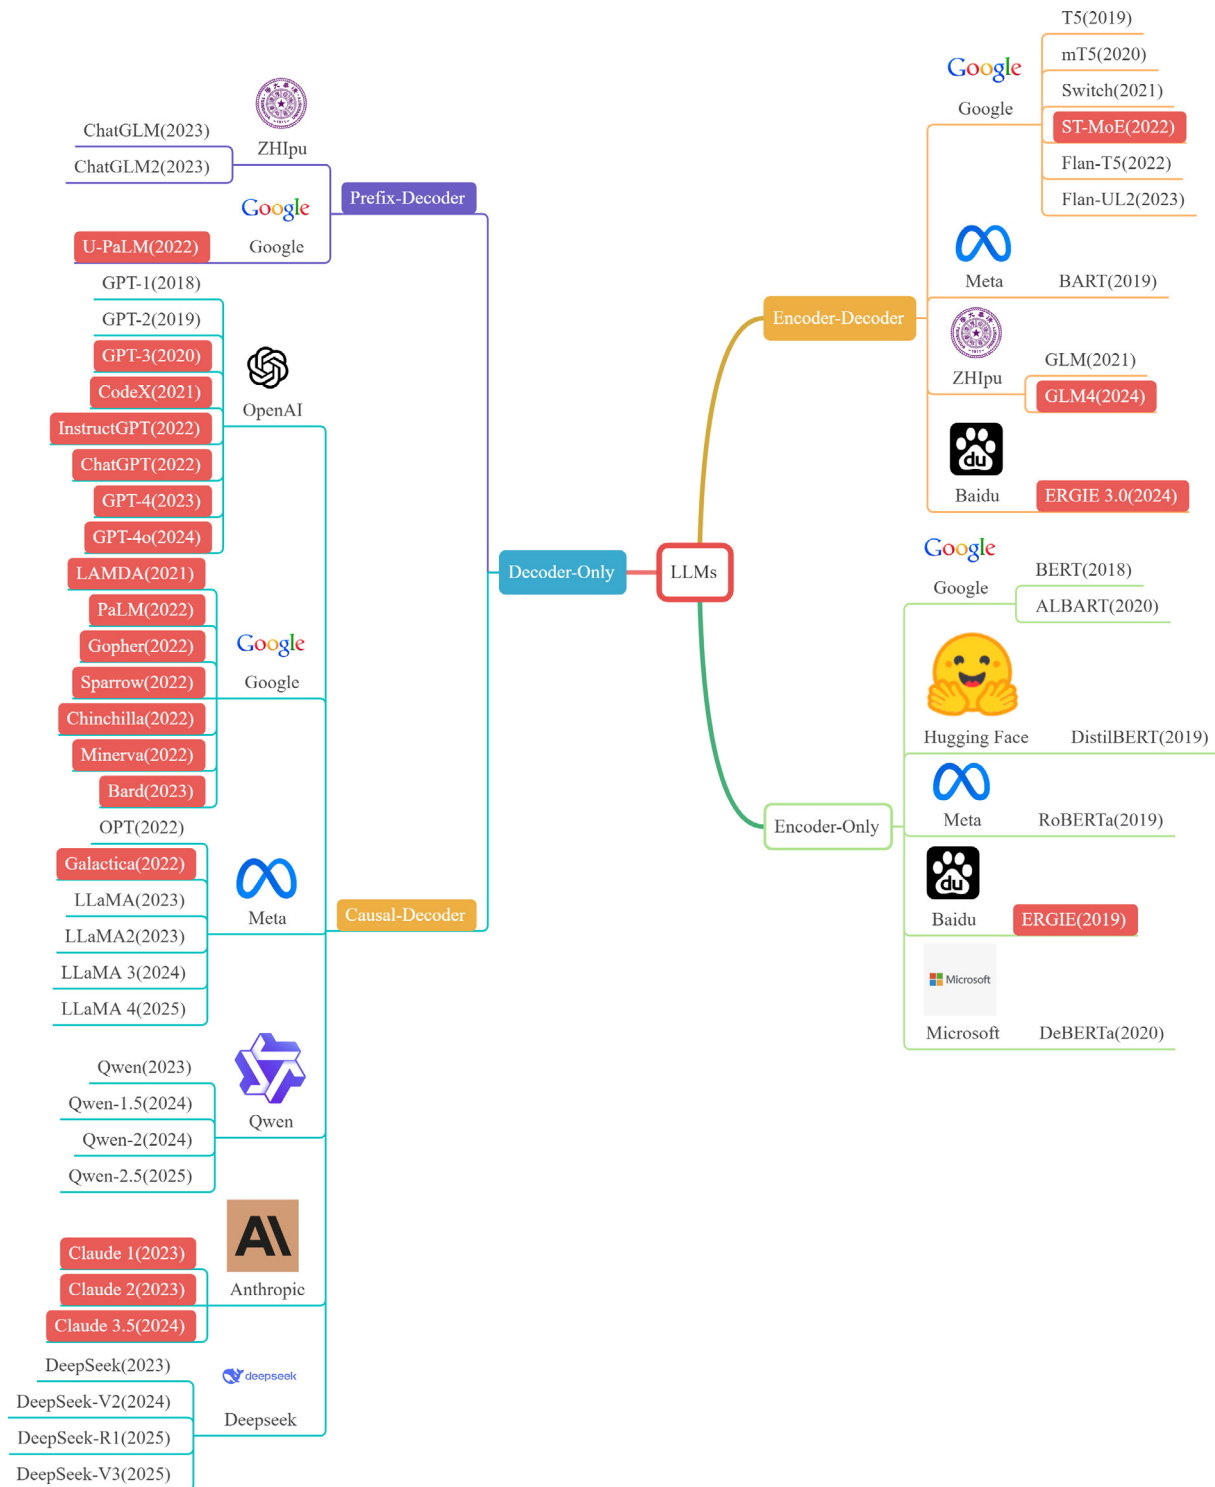 LLMs
Decoder-Only
Prefix-Decoder
ZHIpu
ChatGLM(2023)
ChatGLM2(2023)
Google
Google
U-PaLM(2022)
Causal-Decoder
OpenAI
GPT-1(2018)
GPT-2(2019)
GPT-3(2020)
CodeX(2021)
InstructGPT(2022)
ChatGPT(2022)
GPT-4(2023)
GPT-4o(2024)
Google
Google
LAMDA(2021)
PaLM(2022)
Gopher(2022)
Sparrow(2022)
Chinchilla(2022)
Minerva(2022)
Bard(2023)
Meta
OPT(2022)
Galactica(2022)
LLaMA(2023)
LLaMA2(2023)
LLaMA 3(2024)
LLaMA 4(2025)
Qwen
Qwen(2023)
Qwen-1.5(2024)
Qwen-2(2024)
Qwen-2.5(2025)
AI
Anthropic
Claude 1(2023)
Claude 2(2023)
Claude 3.5(2024)
deepseek
Deepseek
DeepSeek(2023)
DeepSeek-V2(2024)
DeepSeek-R1(2025)
DeepSeek-V3(2025)
Encoder-Decoder
Google
Google
T5(2019)
mT5(2020)
Switch(2021)
ST-MoE(2022)
Flan-T5(2022)
Flan-UL2(2023)
Meta
BART(2019)
ZHIpu
GLM(2021)
GLM4(2024)
du
Baidu
ERGIE 3.0(2024)
Encoder-Only
Google
Google
BERT(2018)
ALBART(2020)
Hugging Face
DistilBERT(2019)
Meta
RoBERTa(2019)
du
Baidu
ERGIE(2019)
Microsoft
Microsoft
DeBERTa(2020)